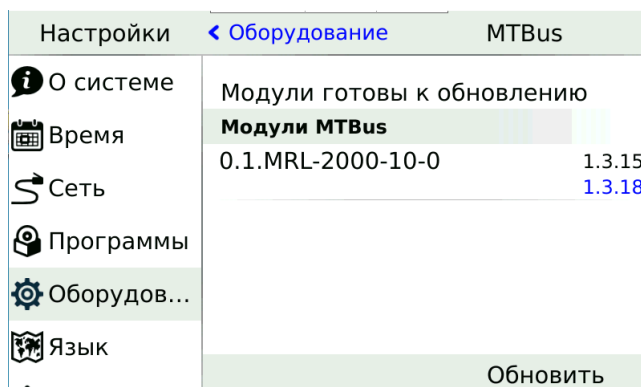 Настройки
Оборудование
MTBus
О системе
Время
Сеть
Программы
Оборудов...
Язык
Модули готовы к обновлению
Модули MTBus
0.1.MRL-2000-10-0
1.3.15
1.3.18
Обновить